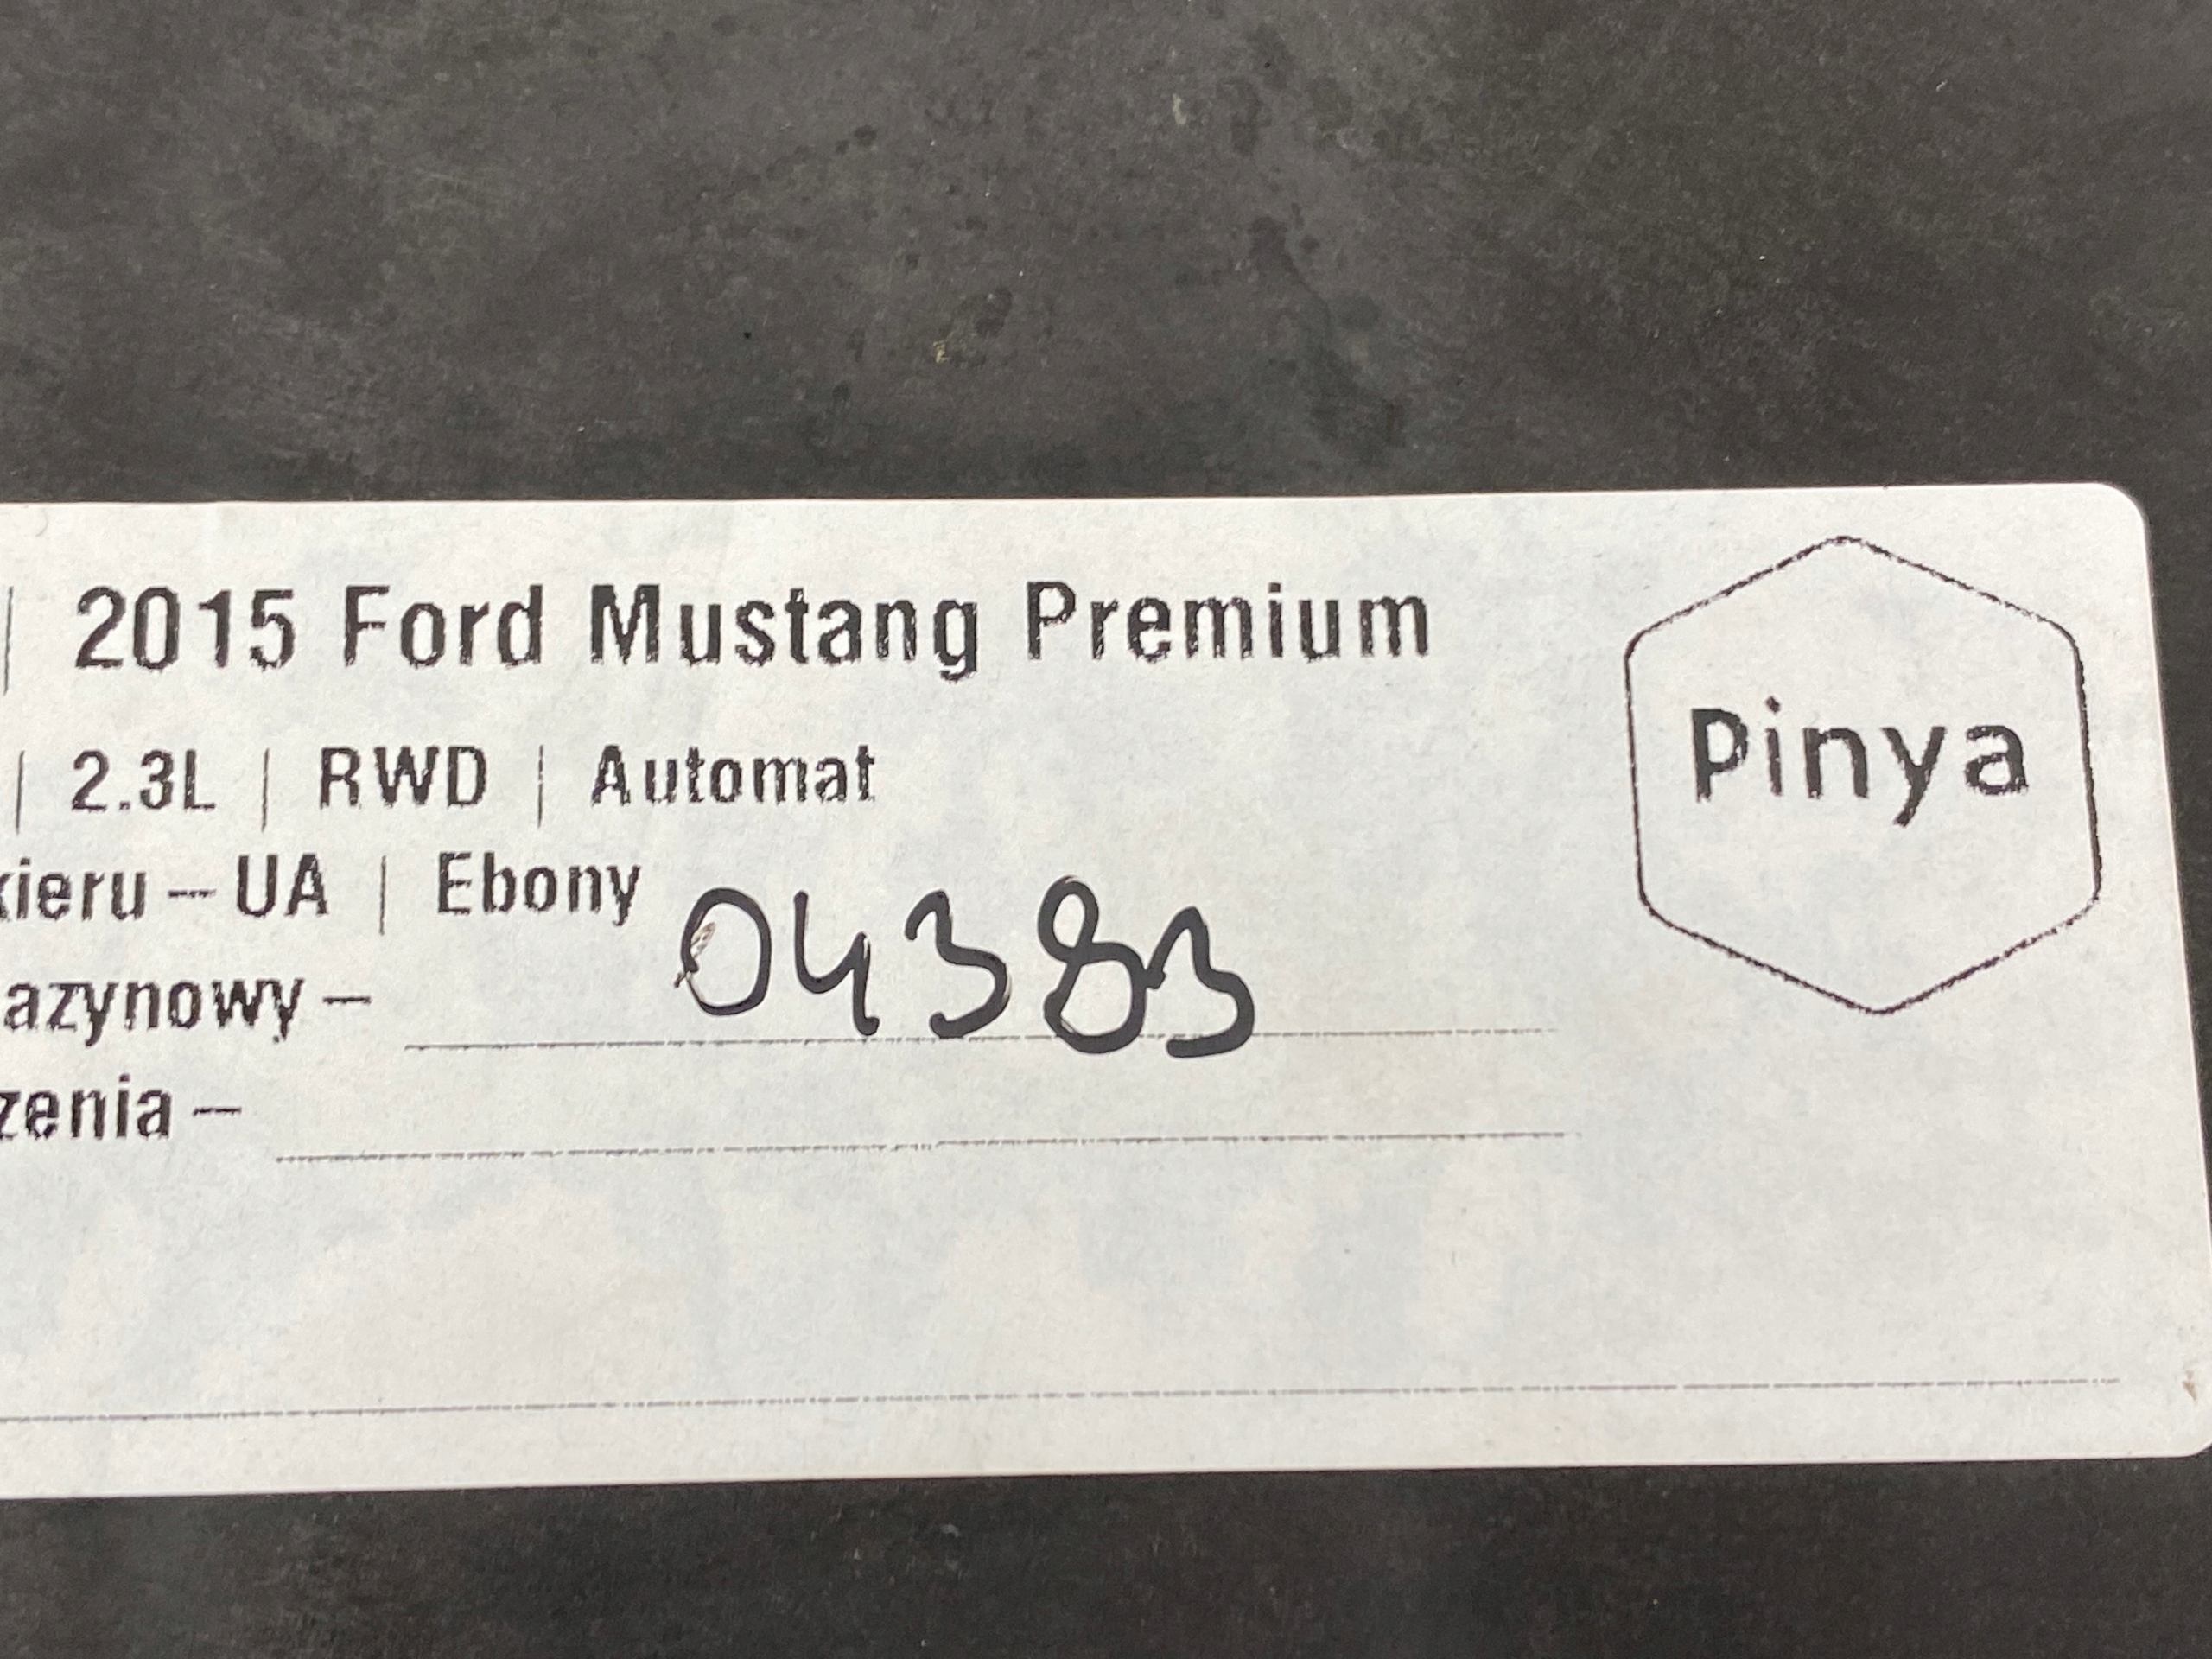 | 2015 Ford Mustang Premium
| 2.3L | RWD | Automat
kieru – UA | Ebony
azynowy – 04383
zenia –
Pinya